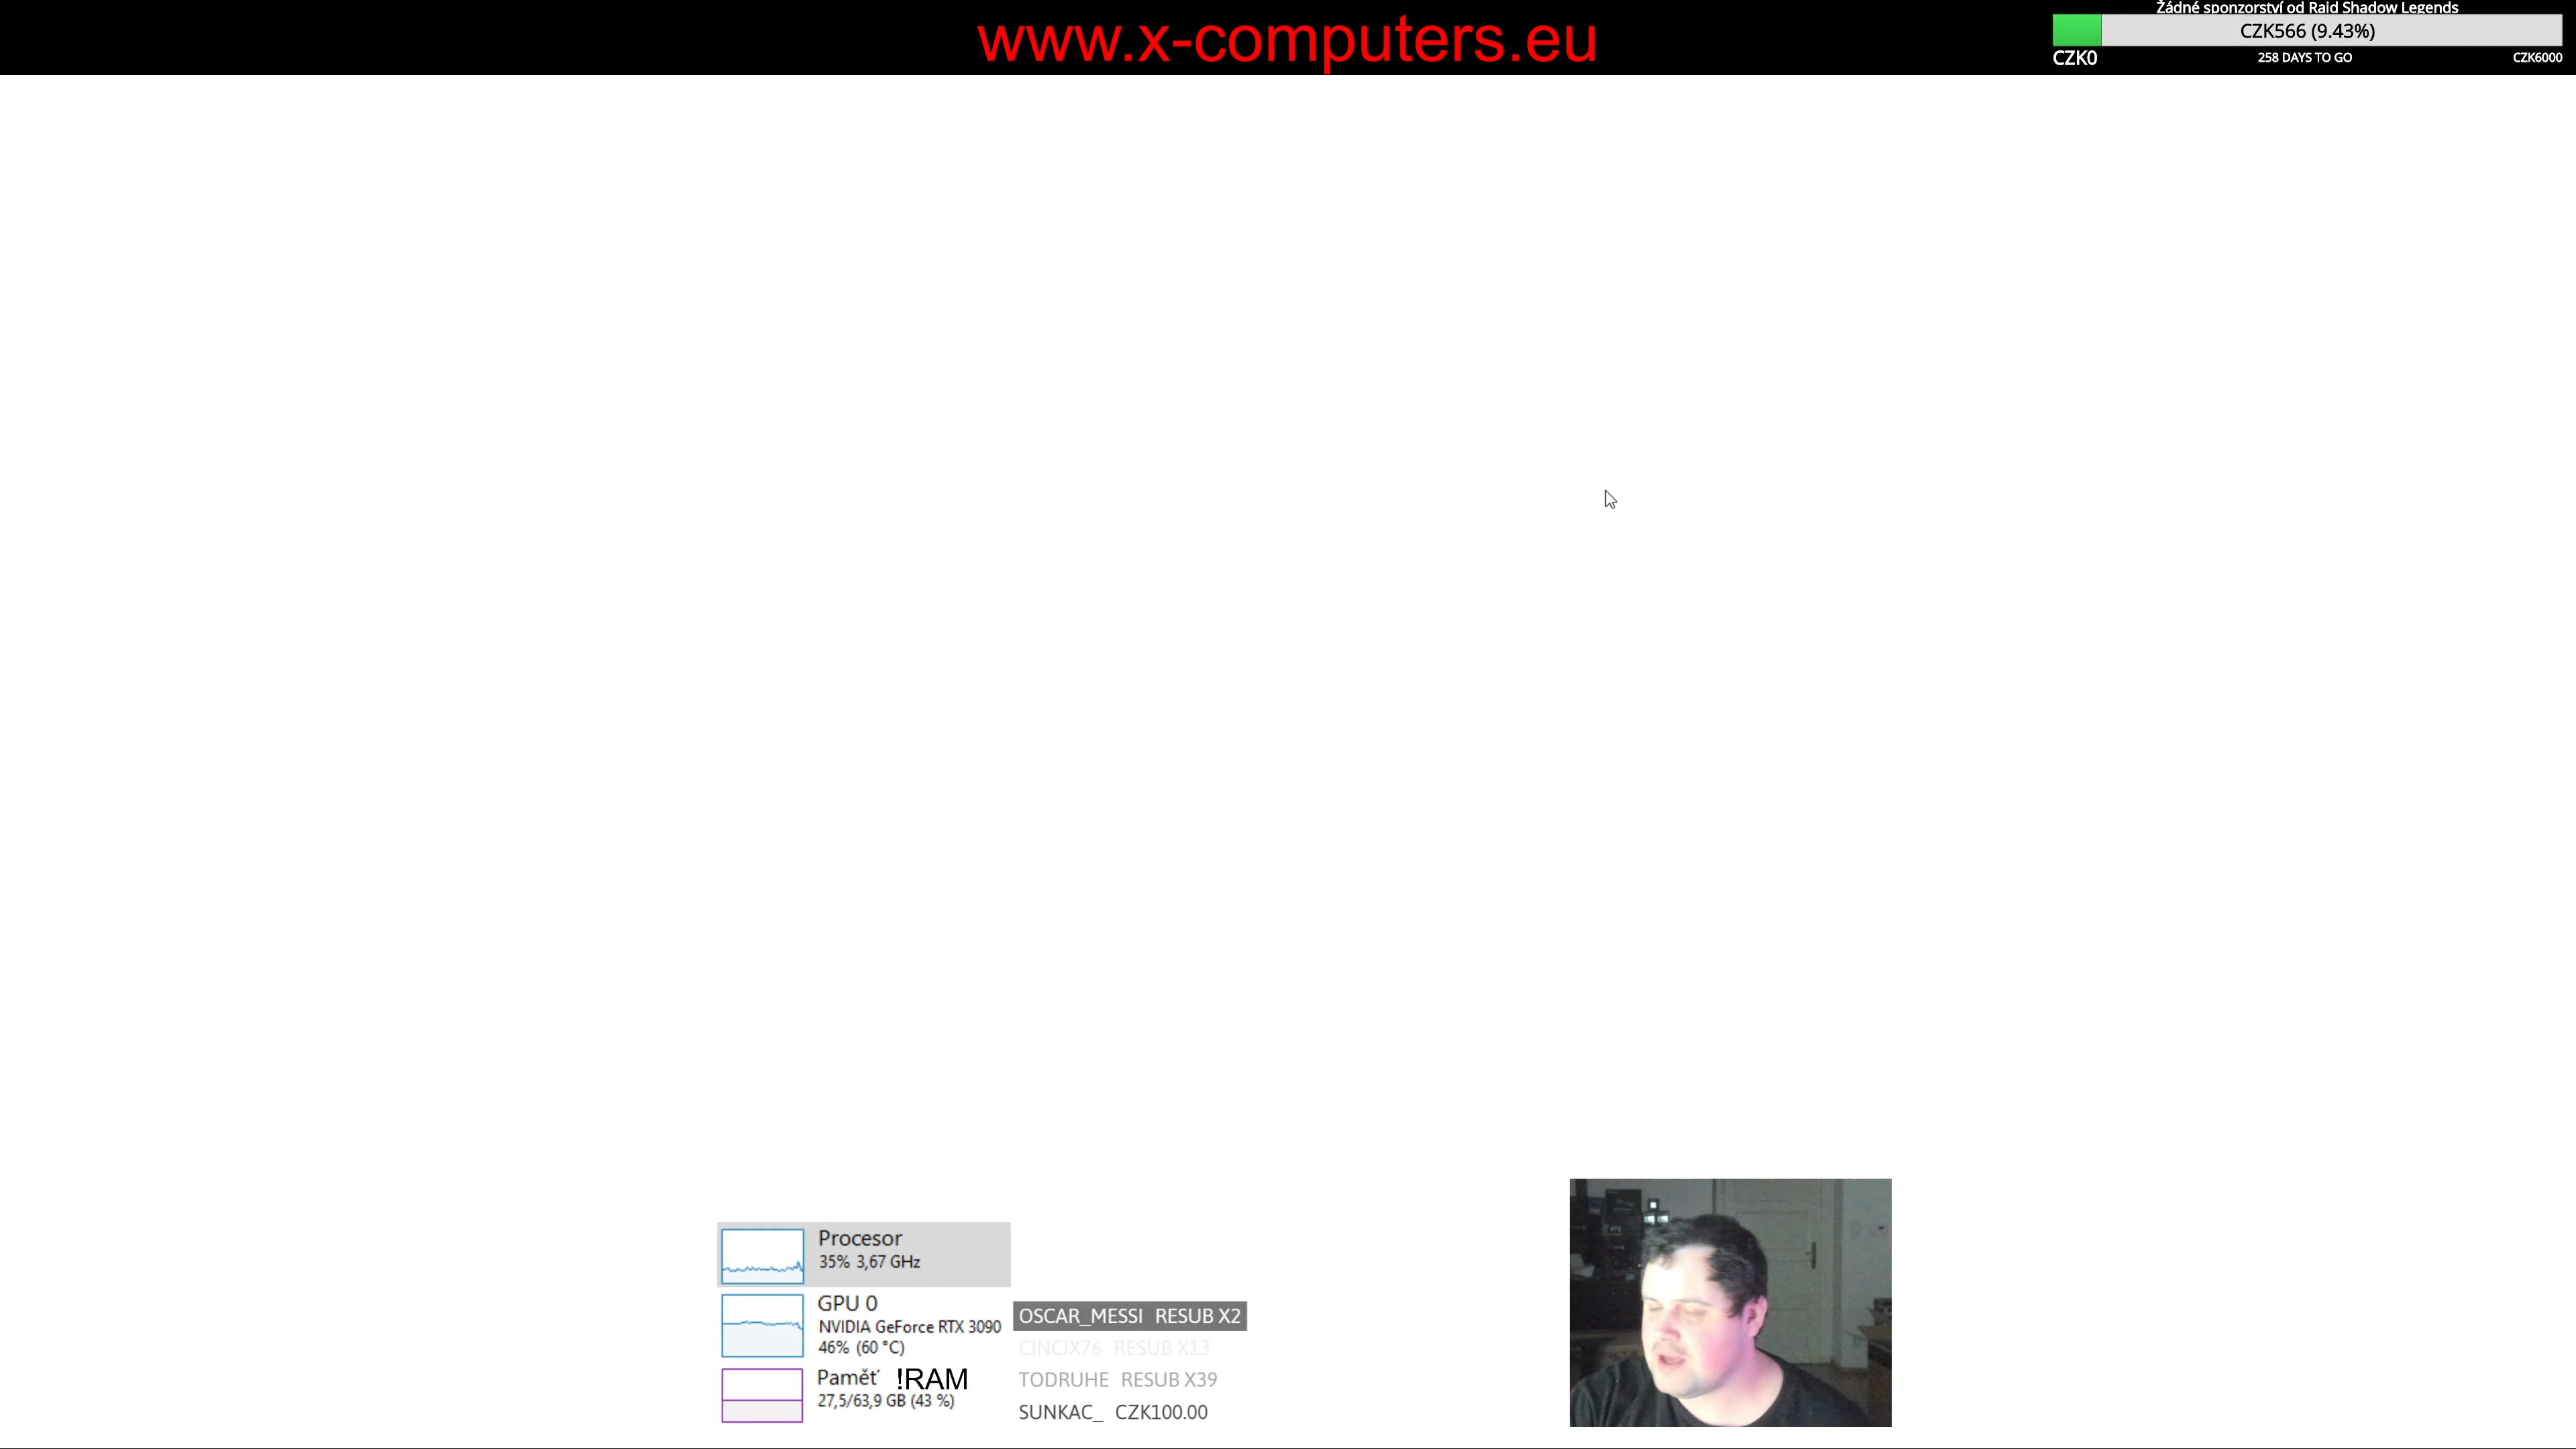 www.x-computers.eu
Žádné sponzorství od Raid Shadow Legends
CZK566 (9.43%)
CZK0
258 DAYS TO GO
CZK6000
Procesor
35% 3,67 GHz
GPU 0
NVIDIA GeForce RTX 3090
46% (60 °C)
Paměť !RAM
27,5/63,9 GB (43 %)
OSCAR_MESSI RESUB X2
CINCIX76 RESUB X13
TODRUHE RESUB X39
SUNKAC_ CZK100.00